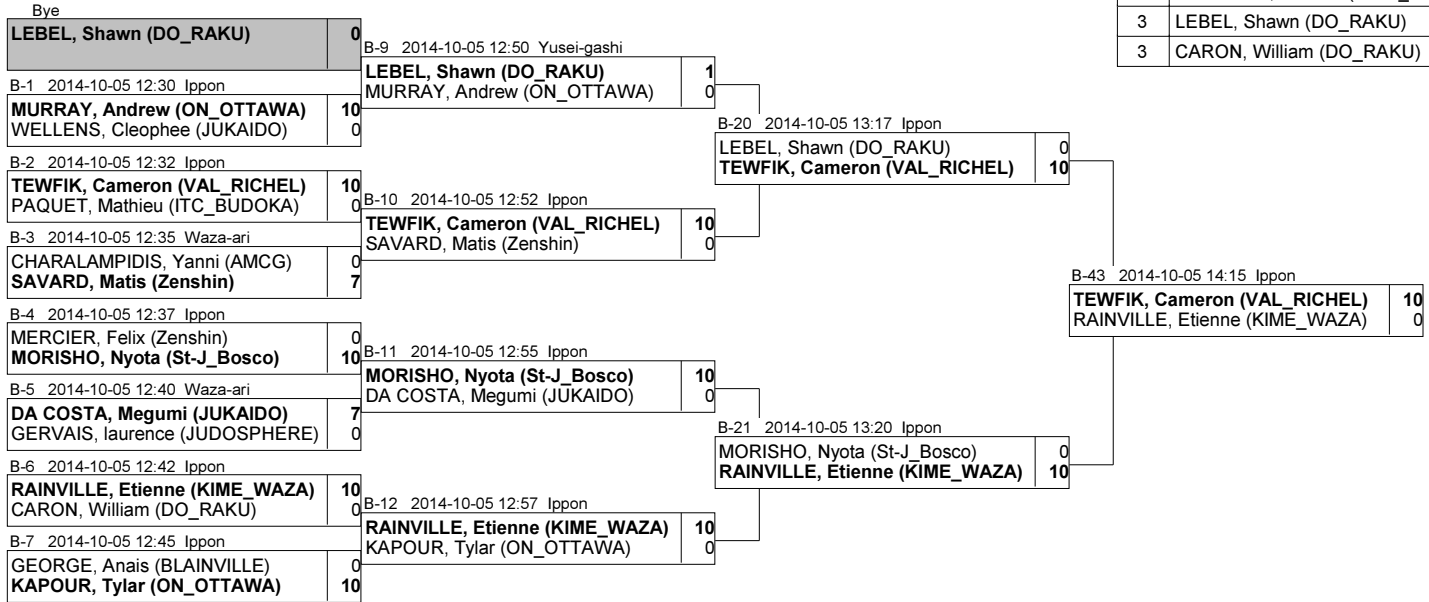 Bye
LEBEL, Shawn (DO_RAKU) 0
B-1 2014-10-05 12:30 Ippon
MURRAY, Andrew (ON_OTTAWA) 10
WELLENS, Cleophee (JUKAIDO) 0
B-2 2014-10-05 12:32 Ippon
TEWFIK, Cameron (VAL_RICHEL) 10
PAQUET, Mathieu (ITC_BUDOKA) 0
B-3 2014-10-05 12:35 Waza-ari
CHARALAMPIDIS, Yanni (AMCG) 0
SAVARD, Matis (Zenshin) 7
B-4 2014-10-05 12:37 Ippon
MERCIER, Felix (Zenshin) 0
MORISHO, Nyota (St-J_Bosco) 10
B-5 2014-10-05 12:40 Waza-ari
DA COSTA, Megumi (JUKAIDO) 7
GERVAIS, laurence (JUDOSPHERE) 0
B-6 2014-10-05 12:42 Ippon
RAINVILLE, Etienne (KIME_WAZA) 10
CARON, William (DO_RAKU) 0
B-7 2014-10-05 12:45 Ippon
GEORGE, Anais (BLAINVILLE) 0
KAPOUR, Tylar (ON_OTTAWA) 10
B-9 2014-10-05 12:50 Yusei-gashi
LEBEL, Shawn (DO_RAKU) 1
MURRAY, Andrew (ON_OTTAWA) 0
B-10 2014-10-05 12:52 Ippon
TEWFIK, Cameron (VAL_RICHEL) 10
SAVARD, Matis (Zenshin) 0
B-11 2014-10-05 12:55 Ippon
MORISHO, Nyota (St-J_Bosco) 10
DA COSTA, Megumi (JUKAIDO) 0
B-12 2014-10-05 12:57 Ippon
RAINVILLE, Etienne (KIME_WAZA) 10
KAPOUR, Tylar (ON_OTTAWA) 0
B-20 2014-10-05 13:17 Ippon
LEBEL, Shawn (DO_RAKU) 0
TEWFIK, Cameron (VAL_RICHEL) 10
B-21 2014-10-05 13:20 Ippon
MORISHO, Nyota (St-J_Bosco) 0
RAINVILLE, Etienne (KIME_WAZA) 10
B-43 2014-10-05 14:15 Ippon
TEWFIK, Cameron (VAL_RICHEL) 10
RAINVILLE, Etienne (KIME_WAZA) 0
3 LEBEL, Shawn (DO_RAKU)
3 CARON, William (DO_RAKU)